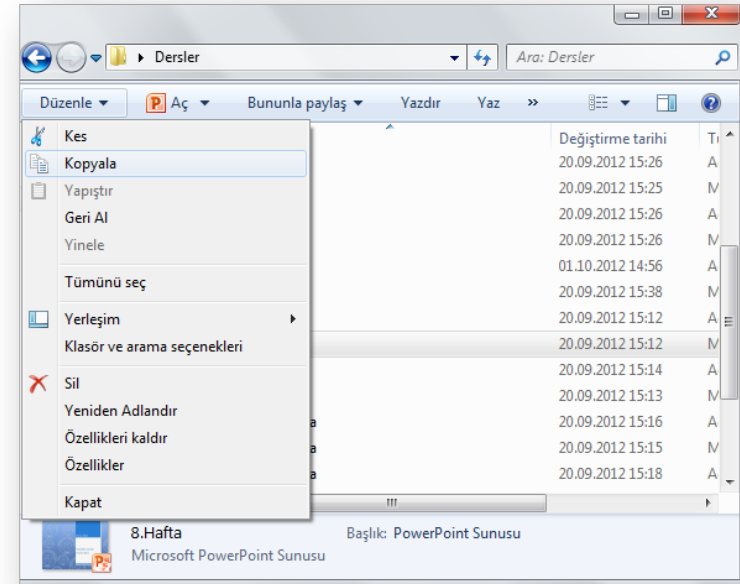 Dersler
Ara: Dersler
Düzenle
Aç
Bununla paylaş
Yazdır
Yaz
»
Kes
Kopyala
Yapıştır
Geri Al
Yinele
Tümünü seç
Yerleşim
Klasör ve arama seçenekleri
Sil
Yeniden Adlandır
Özellikleri kaldır
Özellikler
Kapat
Değiştirme tarihi
20.09.2012 15:26 A
20.09.2012 15:25 M
20.09.2012 15:26 A
20.09.2012 15:26 M
01.10.2012 14:56 A
20.09.2012 15:38 M
20.09.2012 15:12 A
20.09.2012 15:12 M
20.09.2012 15:14 A
20.09.2012 15:13 M
a 20.09.2012 15:16 A
a 20.09.2012 15:15 M
a 20.09.2012 15:18 A
8.Hafta
Başlık: PowerPoint Sunusu
Microsoft PowerPoint Sunusu